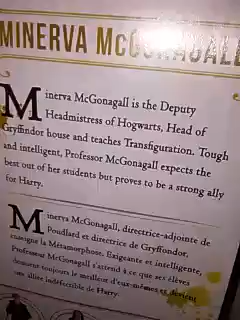 MINERVA McGONAGALL
Minerva McGonagall is the Deputy
Headmistress of Hogwarts, Head of
Gryffindor house and teaches Transfiguration. Tough
and intelligent, Professor McGonagall expects the
best out of her students but proves to be a strong ally
for Harry.
Minerva McGonagall, directrice-adjointe de
Poudlard et directrice de Gryffondor,
enseigne la Métamorphose. Exigeante et intelligente,
Professeur McGonagall s'attend à ce que ses élèves
donnent toujours le meilleur d'eux-mêmes et devient
une alliée indéfectible de Harry.